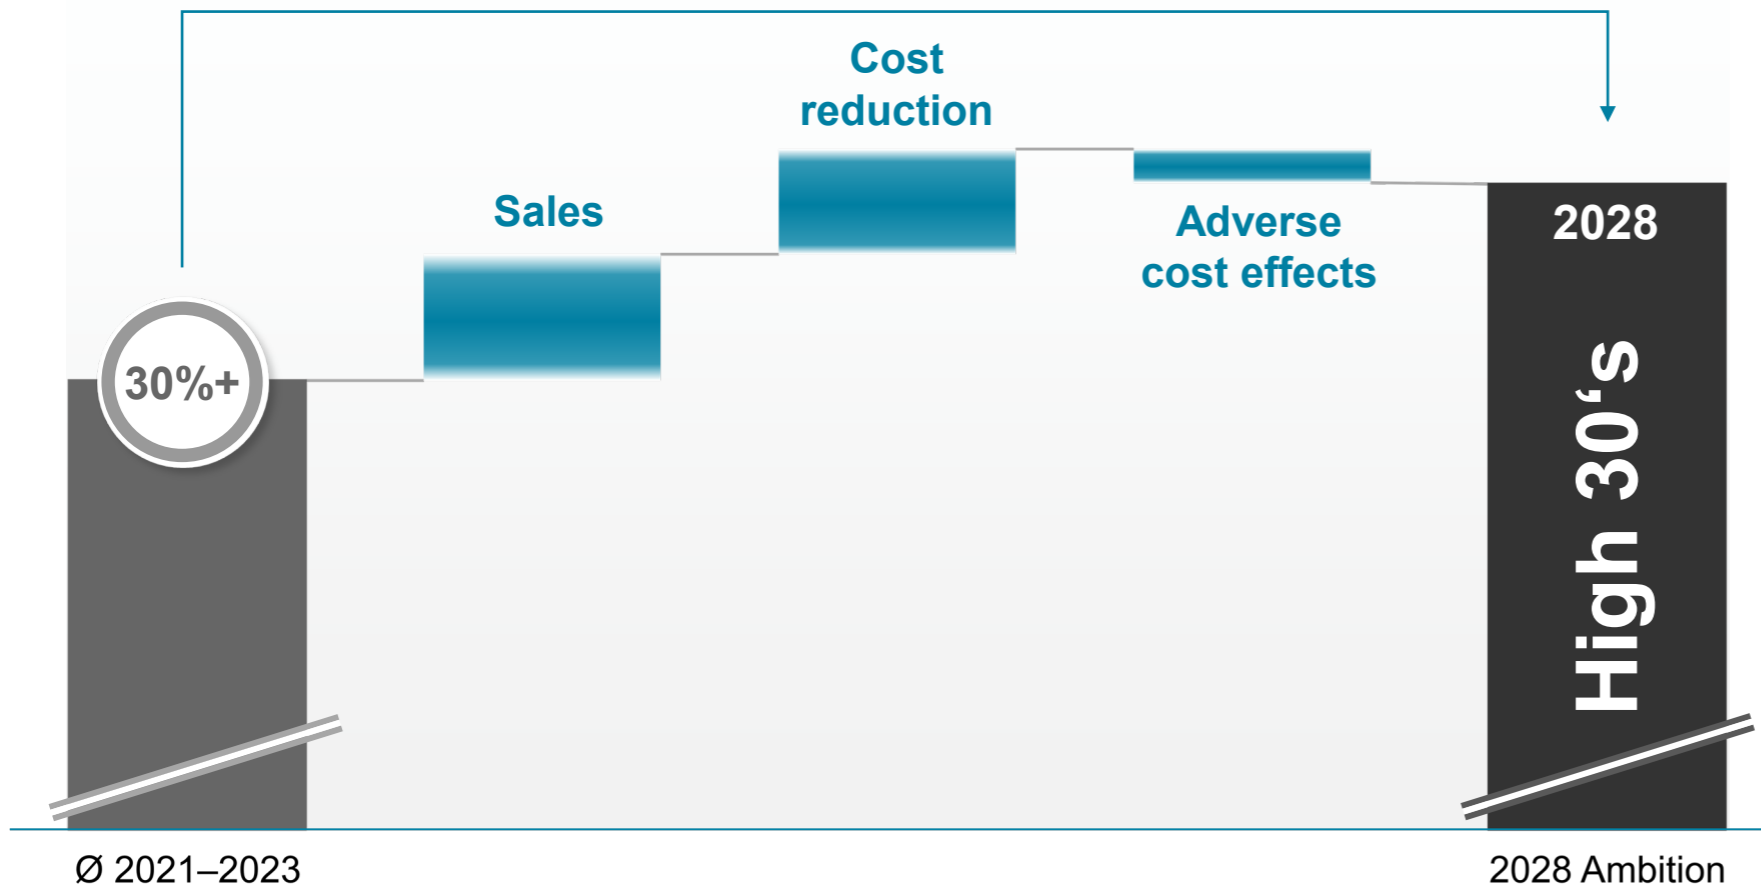 Cost
reduction
Sales
Adverse
cost effects
2028
30%+
High 30‘s
Ø 2021–2023
2028 Ambition